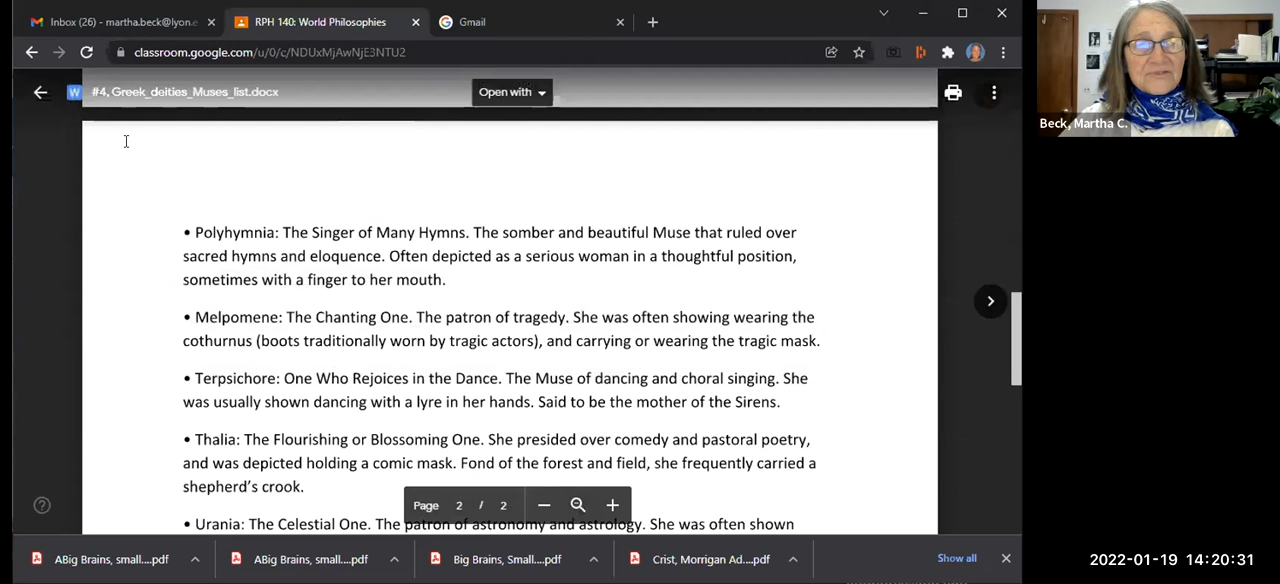 Inbox (26) - martha.beck@lyon.e
RPH 140: World Philosophies
Gmail
classroom.google.com/u/0/c/NDUxMjAwNjE3NTU2
W
#4, Greek_deities_Muses_list.docx
Open with
Beck, Martha C.
• Polyhymnia: The Singer of Many Hymns. The somber and beautiful Muse that ruled over
sacred hymns and eloquence. Often depicted as a serious woman in a thoughtful position,
sometimes with a finger to her mouth.
• Melpomene: The Chanting One. The patron of tragedy. She was often showing wearing the
cothurnus (boots traditionally worn by tragic actors), and carrying or wearing the tragic mask.
• Terpsichore: One Who Rejoices in the Dance. The Muse of dancing and choral singing. She
was usually shown dancing with a lyre in her hands. Said to be the mother of the Sirens.
• Thalia: The Flourishing or Blossoming One. She presided over comedy and pastoral poetry,
and was depicted holding a comic mask. Fond of the forest and field, she frequently carried a
shepherd's crook.
Page 2 / 2
• Urania: The Celestial One. The patron of astronomy and astrology. She was often shown
ABig Brains, small....pdf
ABig Brains, small....pdf
Big Brains, Small....pdf
Crist, Morrigan Ad....pdf
Show all
2022-01-19 14:20:31